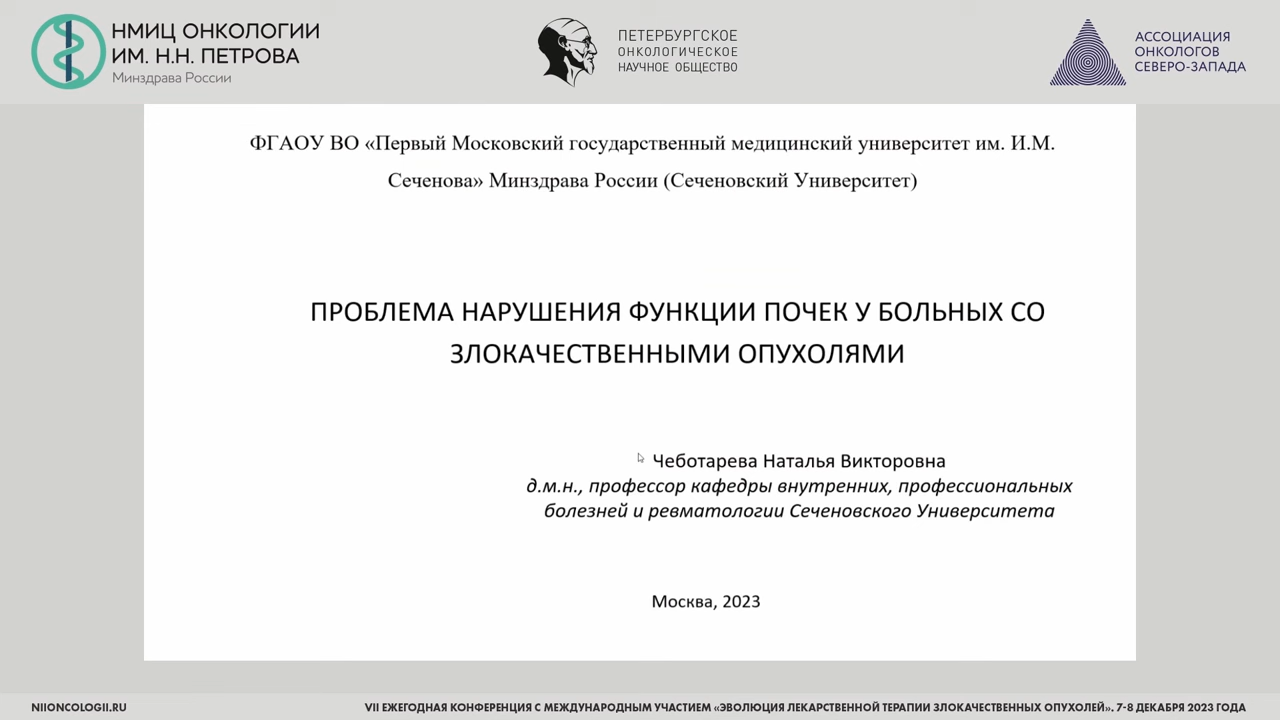 НМИЦ ОНКОЛОГИИ
ИМ. Н.Н. ПЕТРОВА
Минздрава России
ПЕТЕРБУРГСКОЕ
ОНКОЛОГИЧЕСКОЕ
НАУЧНОЕ ОБЩЕСТВО
АССОЦИАЦИЯ
ОНКОЛОГОВ
СЕВЕРО-ЗАПАДА
ФГАОУ ВО «Первый Московский государственный медицинский университет им. И.М.
Сеченова» Минздрава России (Сеченовский Университет)
ПРОБЛЕМА НАРУШЕНИЯ ФУНКЦИИ ПОЧЕК У БОЛЬНЫХ СО
ЗЛОКАЧЕСТВЕННЫМИ ОПУХОЛЯМИ
Чеботарева Наталья Викторовна
д.м.н., профессор кафедры внутренних, профессиональных
болезней и ревматологии Сеченовского Университета
Москва, 2023
NIIONCOLOGII.RU
VII ЕЖЕГОДНАЯ КОНФЕРЕНЦИЯ С МЕЖДУНАРОДНЫМ УЧАСТИЕМ «ЭВОЛЮЦИЯ ЛЕКАРСТВЕННОЙ ТЕРАПИИ ЗЛОКАЧЕСТВЕННЫХ ОПУХОЛЕЙ». 7-8 ДЕКАБРЯ 2023 ГОДА